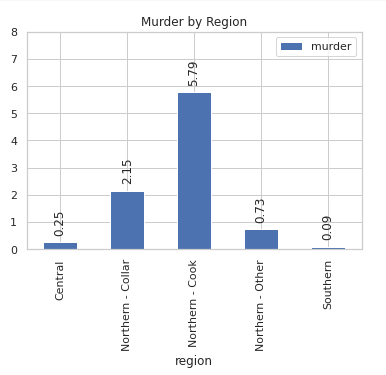 Murder by Region
murder
8
7
6
5
4
3
2
1
0
0.25
2.15
5.79
0.73
0.09
Central
Northern - Collar
Northern - Cook
Northern - Other
Southern
region